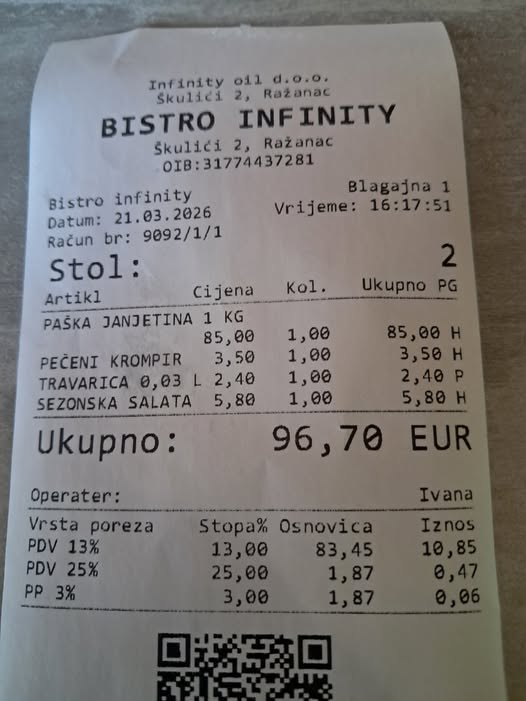 Infinity oil d.o.o.
Škulići 2, Ražanac
BISTRO INFINITY
Škulići 2, Ražanac
OIB:31774437281
Bistro infinity Blagajna 1
Datum: 21.03.2026 Vrijeme: 16:17:51
Račun br: 9092/1/1
Stol: 2
Artikl Cijena Kol. Ukupno PG
PAŠKA JANJETINA 1 KG
85,00 1,00 85,00 H
PEČENI KROMPIR 3,50 1,00 3,50 H
TRAVARICA 0,03 L 2,40 1,00 2,40 P
SEZONSKA SALATA 5,80 1,00 5,80 H
Ukupno: 96,70 EUR
Operater: Ivana
Vrsta poreza Stopa% Osnovica Iznos
PDV 13% 13,00 83,45 10,85
PDV 25% 25,00 1,87 0,47
PP 3% 3,00 1,87 0,06